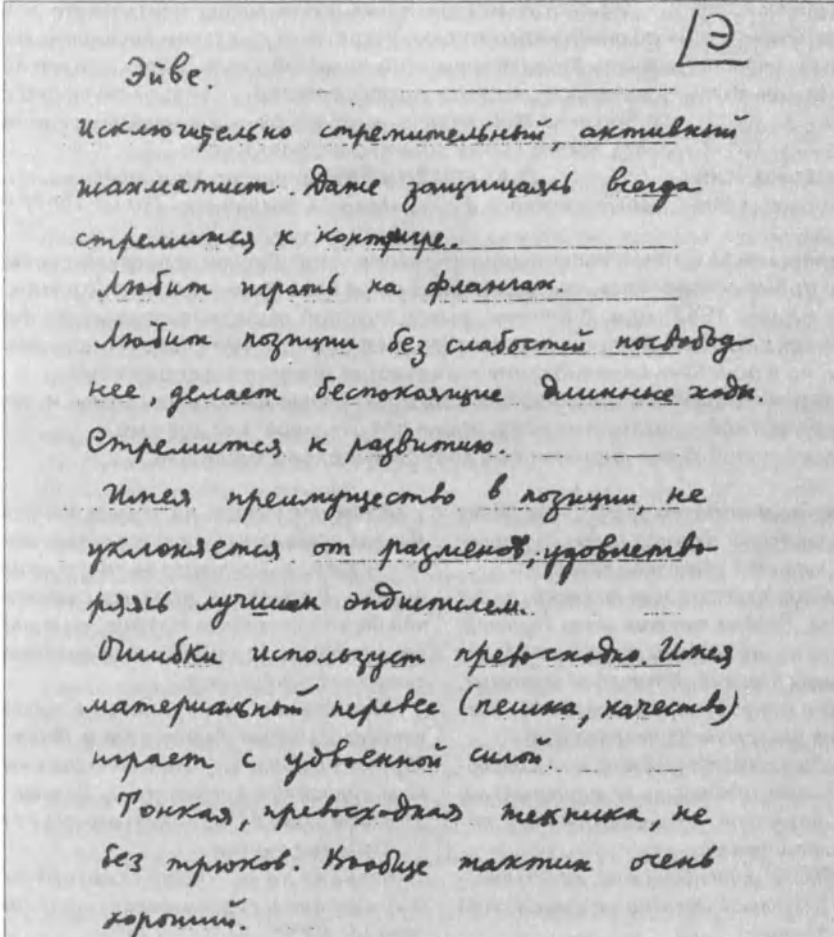 Э
Эйве.
Исключительно стремительный, активный
шахматист. Даже защищаясь всегда
стремится к контригре.
Любит играть на флангах.
Любит позиции без слабостей посвобод
нее, делает беспокоящие длинные ходы.
Стремится к развитию.
Имея преимущество в позиции, не
уклоняется от разменов, удовлетво-
ряясь лучшим эндшпилем.
Ошибки использует превосходно. Имея
материальный перевес (пешка, качество)
играет с удвоенной силой.
Тонкая, превосходная техника, не
без трюков. Вообще тактик очень
хороший.